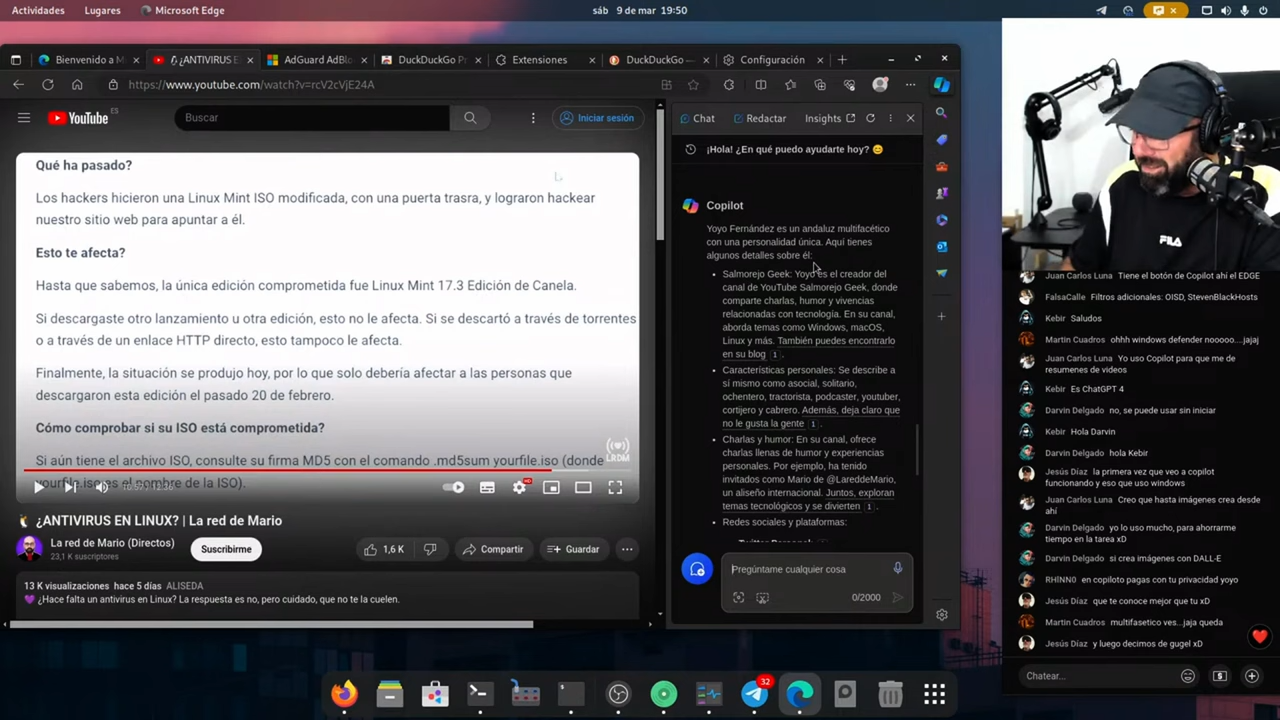 Actividades Lugares Microsoft Edge sáb 9 de mar 19:50
Bienvenido a M ¿ANTIVIRUS E AdGuard AdBlo DuckDuckGo Pr Extensiones DuckDuckGo — Configuración
https://www.youtube.com/watch?v=rcV2cVjE24A
YouTube ES
Buscar
Iniciar sesión
Qué ha pasado?
Los hackers hicieron una Linux Mint ISO modificada, con una puerta trasra, y lograron hackear
nuestro sitio web para apuntar a él.
Esto te afecta?
Hasta que sabemos, la única edición comprometida fue Linux Mint 17.3 Edición de Canela.
Si descargaste otro lanzamiento u otra edición, esto no le afecta. Si se descartó a través de torrentes
o a través de un enlace HTTP directo, esto tampoco le afecta.
Finalmente, la situación se produjo hoy, por lo que solo debería afectar a las personas que
descargaron esta edición el pasado 20 de febrero.
Cómo comprobar si su ISO está comprometida?
Si aún tiene el archivo ISO, consulte su firma MD5 con el comando .md5sum yourfile.iso (donde
yourfile.iso es el nombre de la ISO).
LRDM
HD
¿ANTIVIRUS EN LINUX? | La red de Mario
La red de Mario (Directos)
23,1 K suscriptores
Suscribirme
1,6 K
Compartir
Guardar
13 K visualizaciones hace 5 días ALISEDA
¿Hace falta un antivirus en Linux? La respuesta es no, pero cuidado, que no te la cuelen.
Chat Redactar Insights
¡Hola! ¿En qué puedo ayudarte hoy?
Copilot
Yoyo Fernández es un andaluz multifacético
con una personalidad única. Aquí tienes
algunos detalles sobre él:
Salmorejo Geek: Yoyo es el creador del
canal de YouTube Salmorejo Geek, donde
comparte charlas, humor y vivencias
relacionadas con tecnología. En su canal,
aborda temas como Windows, macOS,
Linux y más. También puedes encontrarlo
en su blog 1 .
Características personales: Se describe a
sí mismo como asocial, solitario,
ochentero, tractorista, podcaster, youtuber,
cortijero y cabrero. Además, deja claro que
no le gusta la gente 1 .
Charlas y humor: En su canal, ofrece
charlas llenas de humor y experiencias
personales. Por ejemplo, ha tenido
invitados como Mario de @LareddeMario,
un aliseño internacional. Juntos, exploran
temas tecnológicos y se divierten 1 .
Redes sociales y plataformas:
Pregúntame cualquier cosa
0/2000
FILA
Juan Carlos Luna Tiene el botón de Copilot ahí el EDGE
FalsaCalle Filtros adicionales: OISD, StevenBlackHosts
Kebir Saludos
Martin Cuadros ohhh windows defender nooooo....jajaj
Juan Carlos Luna Yo uso Copilot para que me de
resumenes de videos
Kebir Es ChatGPT 4
Darvin Delgado no, se puede usar sin iniciar
Kebir Hola Darvin
Darvin Delgado hola Kebir
Jesús Díaz la primera vez que veo a copilot
funcionando y eso que uso windows
Juan Carlos Luna Creo que hasta imágenes crea desde
ahí
Darvin Delgado yo lo uso mucho, para ahorrarme
tiempo en la tarea xD
Darvin Delgado si crea imágenes con DALL-E
RHINN0 en copiloto pagas con tu privacidad yoyo
Jesús Díaz que te conoce mejor que tu xD
Martin Cuadros multifasetico ves...jaja queda
Jesús Díaz y luego decimos de gugel xD
Chatear...
32